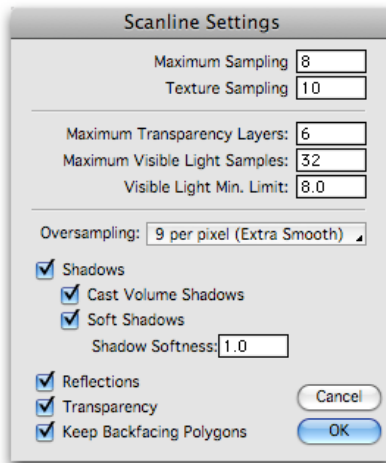 Scanline Settings
Maximum Sampling 8
Texture Sampling 10
Maximum Transparency Layers: 6
Maximum Visible Light Samples: 32
Visible Light Min. Limit: 8.0
Oversampling: 9 per pixel (Extra Smooth)
Shadows
Cast Volume Shadows
Soft Shadows
Shadow Softness: 1.0
Reflections
Transparency
Keep Backfacing Polygons
Cancel
OK